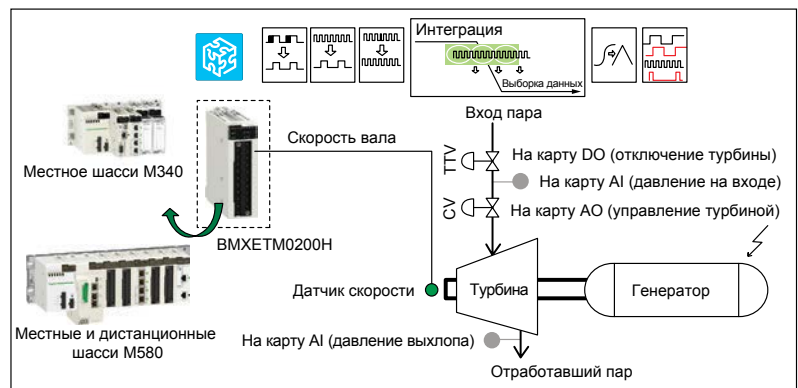 Интеграция
Выборка данных
Вход пара
Скорость вала
TTV
На карту DO (отключение турбины)
Местное шасси M340
На карту AI (давление на входе)
CV
На карту AO (управление турбиной)
BMXETM0200H
Датчик скорости
Турбина
Генератор
Местные и дистанционные
шасси M580
На карту AI (давление выхлопа)
Отработавший пар